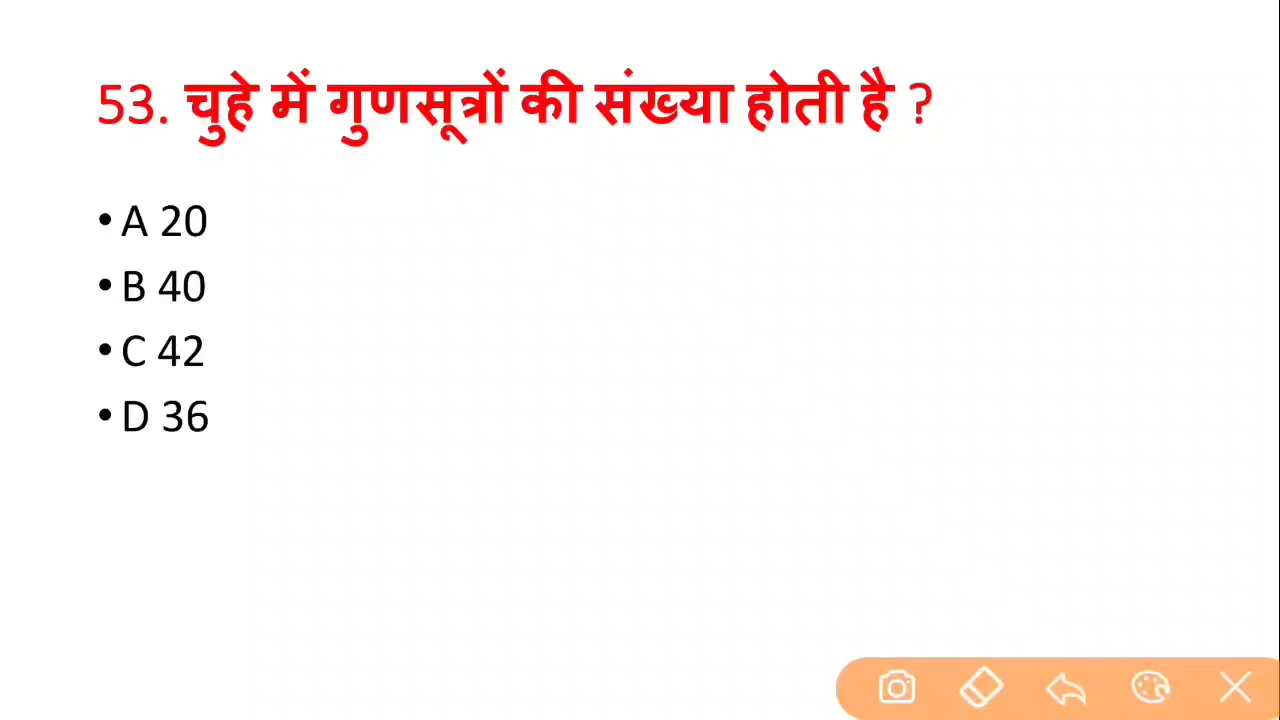 53. चुहे में गुणसूत्रों की संख्या होती है ?
• A 20
• B 40
• C 42
• D 36